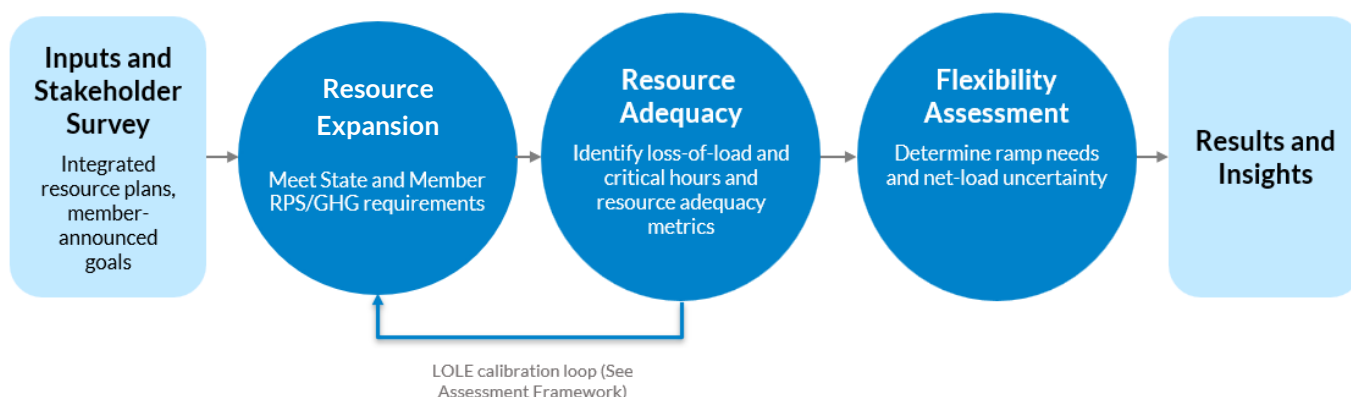 Inputs and
Stakeholder
Survey
Integrated
resource plans,
member-
announced
goals
Resource
Expansion
Meet State and Member
RPS/GHG requirements
Resource
Adequacy
Identify loss-of-load and
critical hours and
resource adequacy
metrics
Flexibility
Assessment
Determine ramp needs
and net-load uncertainty
Results and
Insights
LOLE calibration loop (See
Assessment Framework)